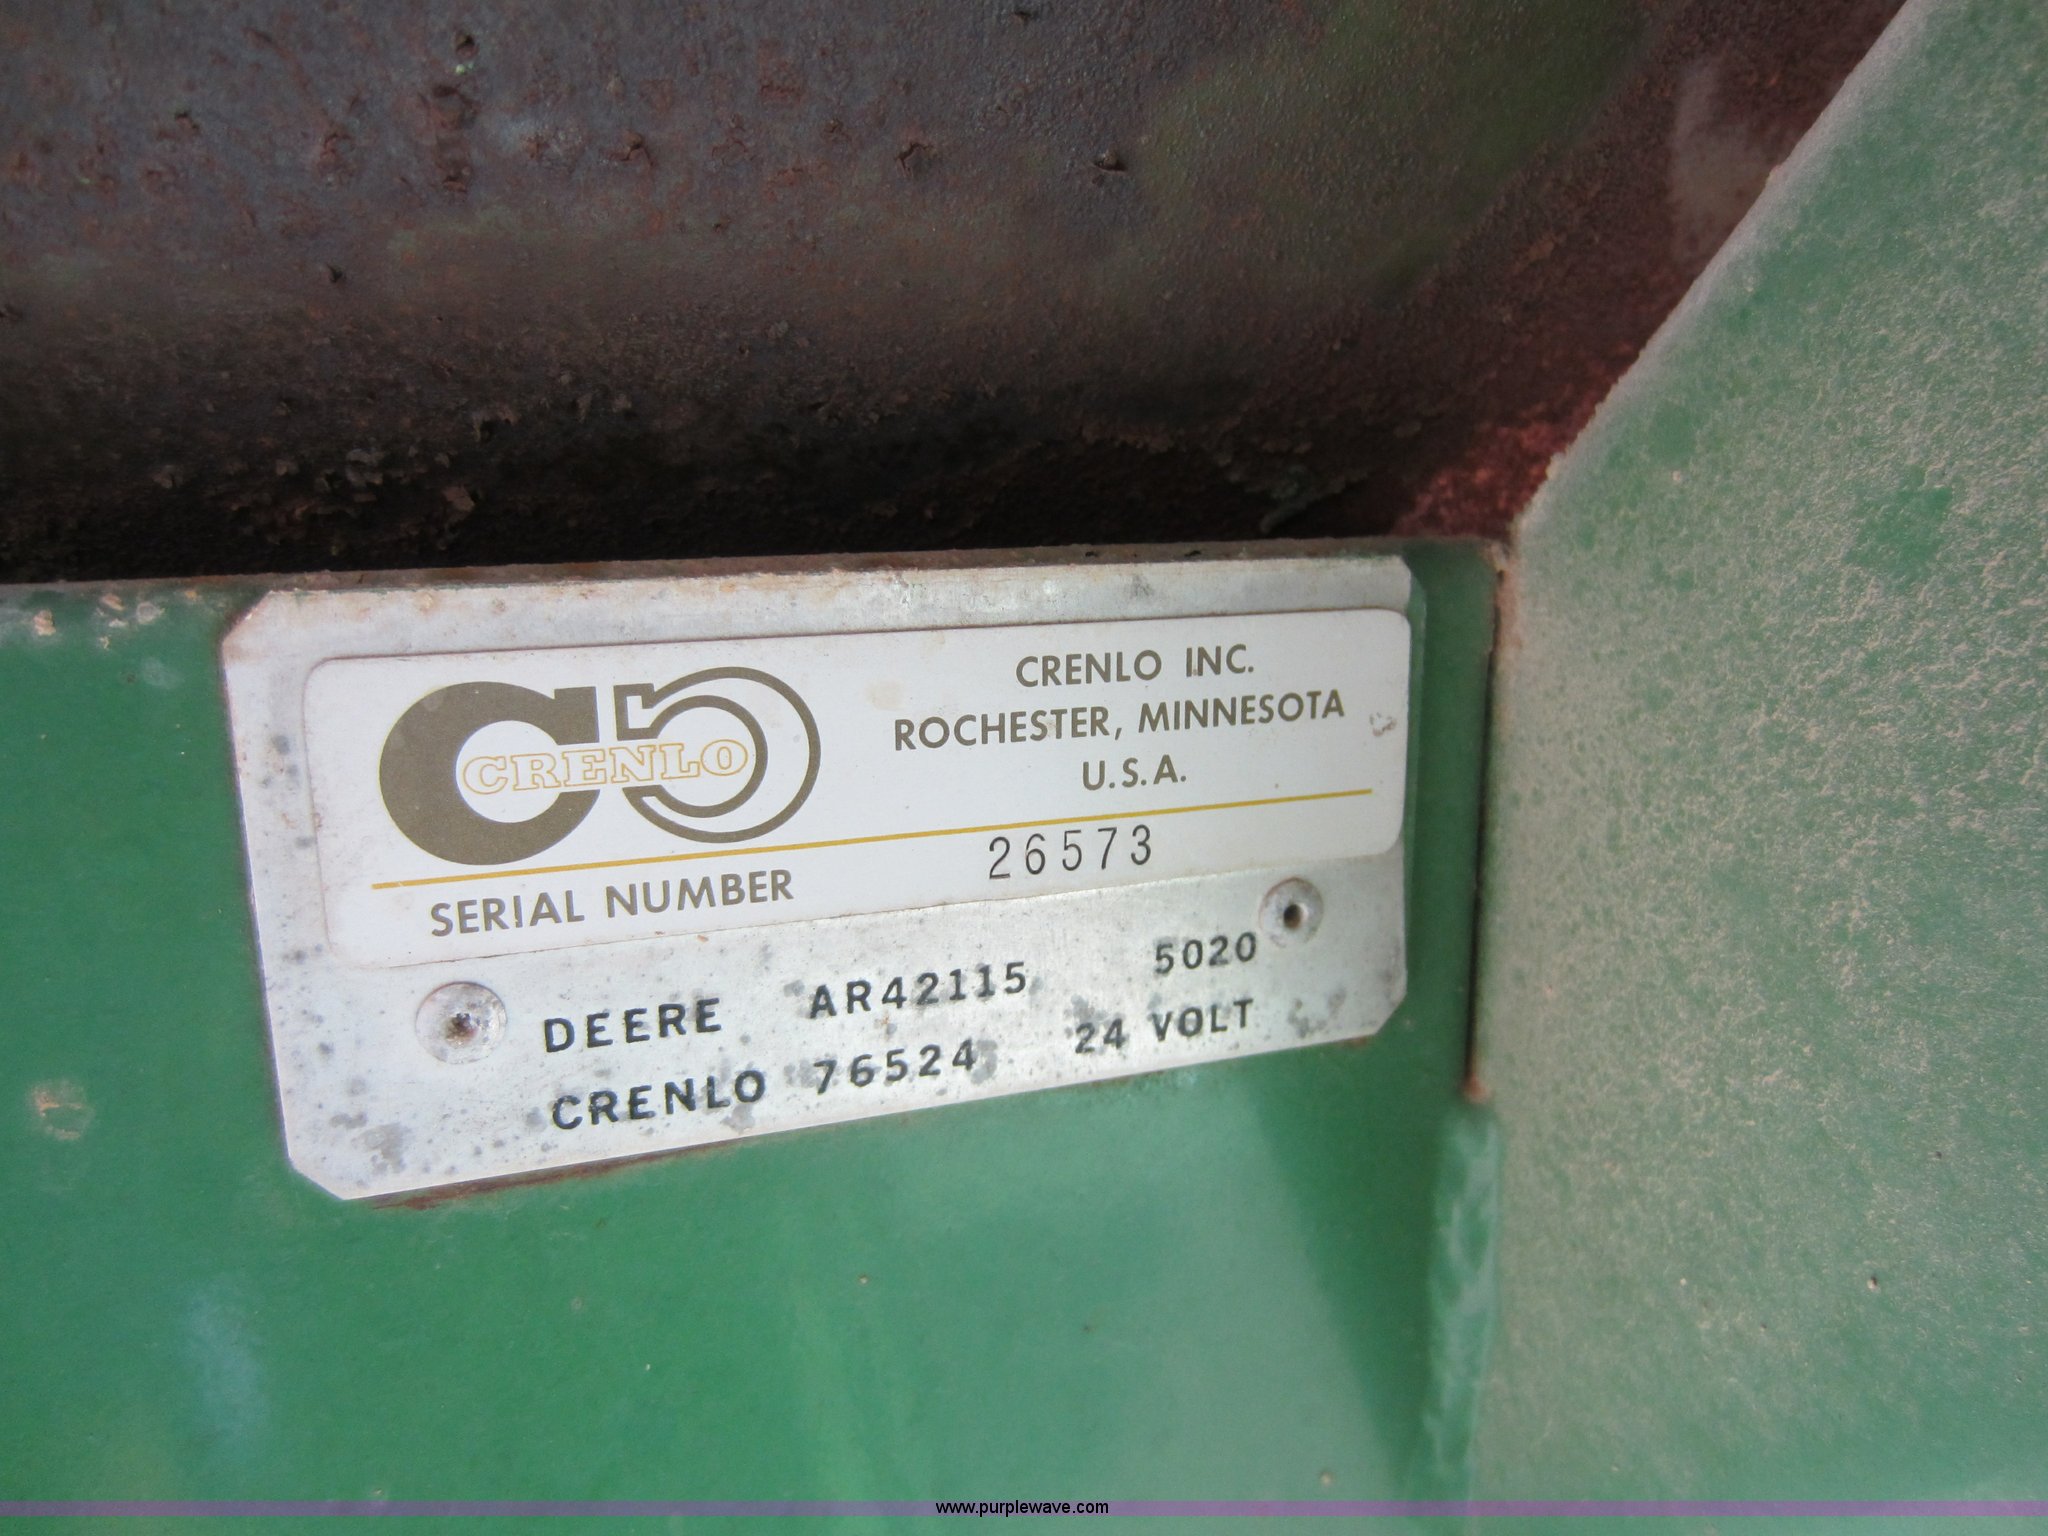 CRENLO
CRENLO INC.
ROCHESTER, MINNESOTA
U.S.A.
SERIAL NUMBER 26573
DEERE AR42115 5020
CRENLO 76524 24 VOLT
www.purplewave.com